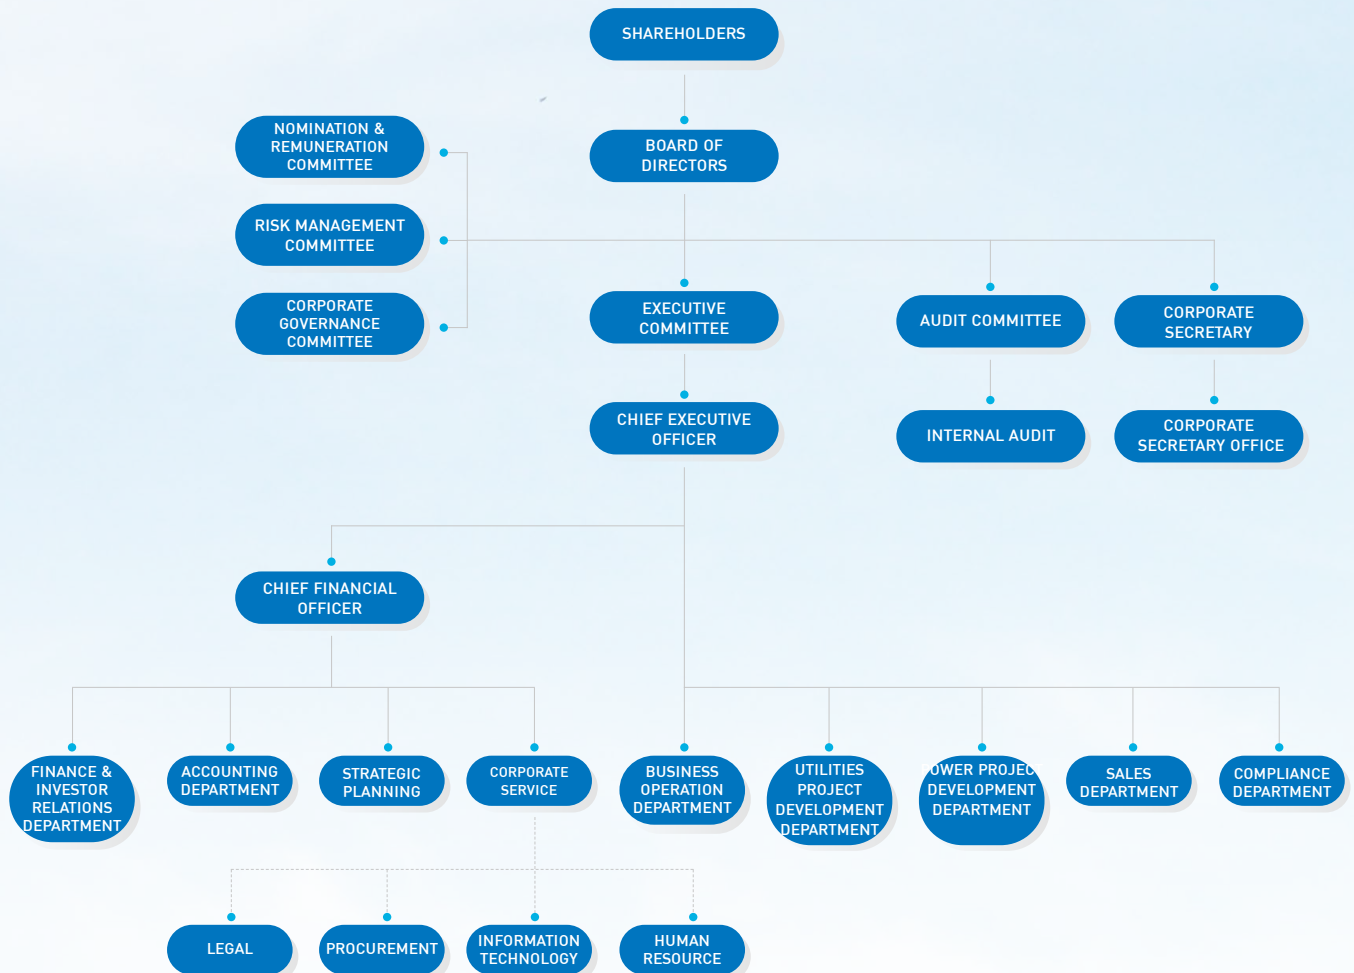 SHAREHOLDERS
BOARD OF
DIRECTORS
NOMINATION &
REMUNERATION
COMMITTEE
RISK MANAGEMENT
COMMITTEE
CORPORATE
GOVERNANCE
COMMITTEE
EXECUTIVE
COMMITTEE
AUDIT COMMITTEE
CORPORATE
SECRETARY
CHIEF EXECUTIVE
OFFICER
INTERNAL AUDIT
CORPORATE
SECRETARY OFFICE
CHIEF FINANCIAL
OFFICER
FINANCE &
INVESTOR
RELATIONS
DEPARTMENT
ACCOUNTING
DEPARTMENT
STRATEGIC
PLANNING
CORPORATE
SERVICE
BUSINESS
OPERATION
DEPARTMENT
UTILITIES
PROJECT
DEVELOPMENT
DEPARTMENT
POWER PROJECT
DEVELOPMENT
DEPARTMENT
SALES
DEPARTMENT
COMPLIANCE
DEPARTMENT
LEGAL
PROCUREMENT
INFORMATION
TECHNOLOGY
HUMAN
RESOURCE